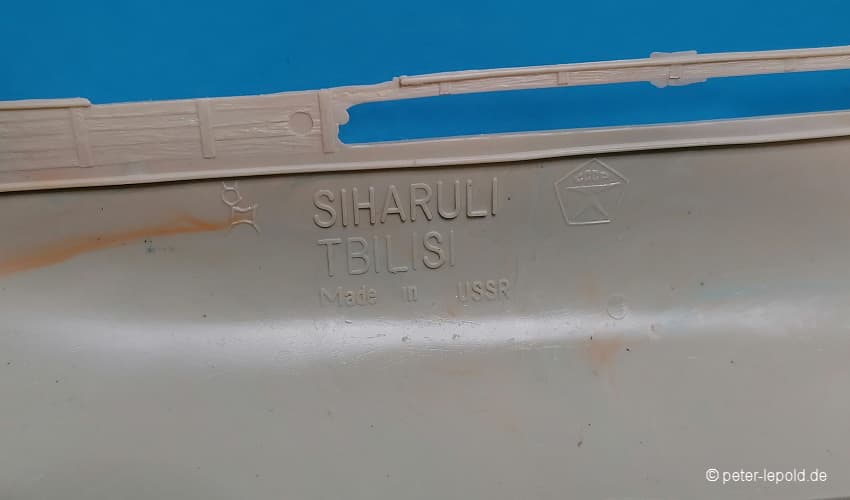 SIHARULI
TBILISI
Made in USSR
© peter-lepold.de